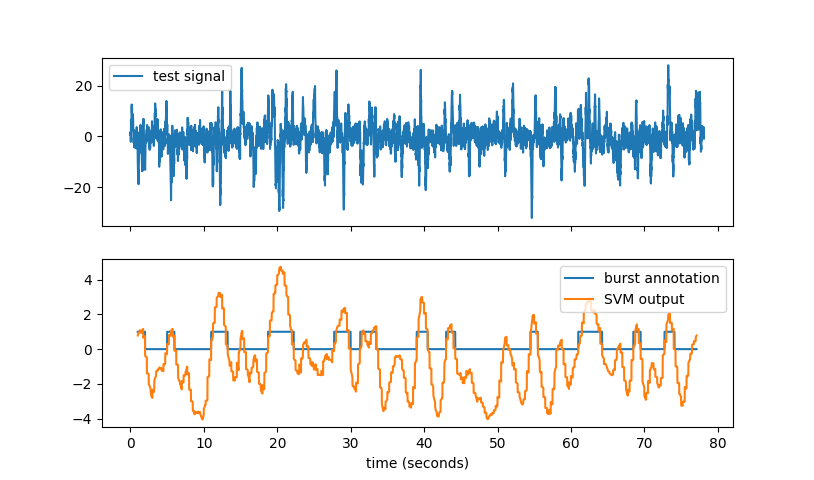 test signal
20
0
−20
burst annotation
SVM output
4
2
0
−2
−4
0 10 20 30 40 50 60 70 80
time (seconds)